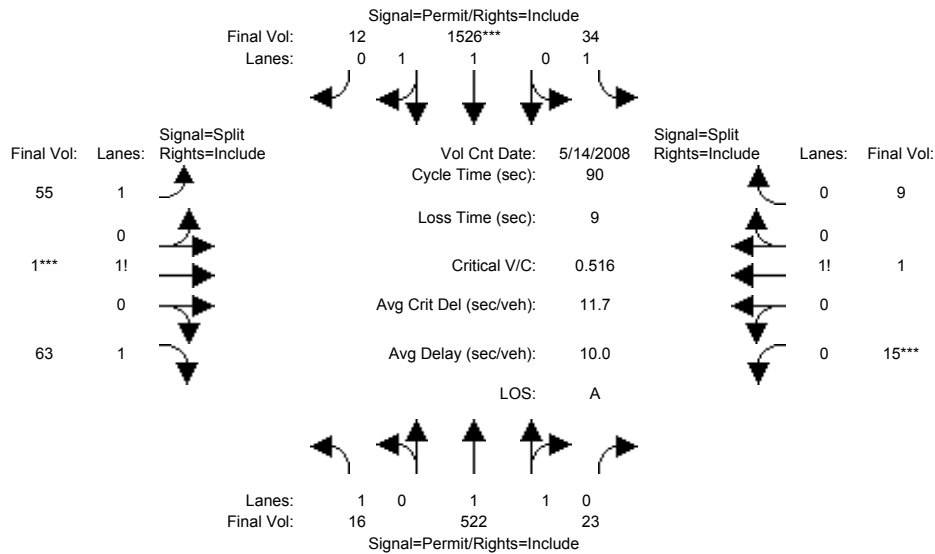 Signal=Permit/Rights=Include
Final Vol: 12 1526*** 34
Lanes: 0 1 1 0 1
Signal=Split Signal=Split
Final Vol: Lanes: Rights=Include Vol Cnt Date: 5/14/2008 Rights=Include Lanes: Final Vol:
Cycle Time (sec): 90
55 1 0 9
Loss Time (sec): 9
0 0
1*** 1! Critical V/C: 0.516 1! 1
0 Avg Crit Del (sec/veh): 11.7 0
63 1 Avg Delay (sec/veh): 10.0 0 15***
LOS: A
Lanes: 1 0 1 1 0
Final Vol: 16 522 23
Signal=Permit/Rights=Include